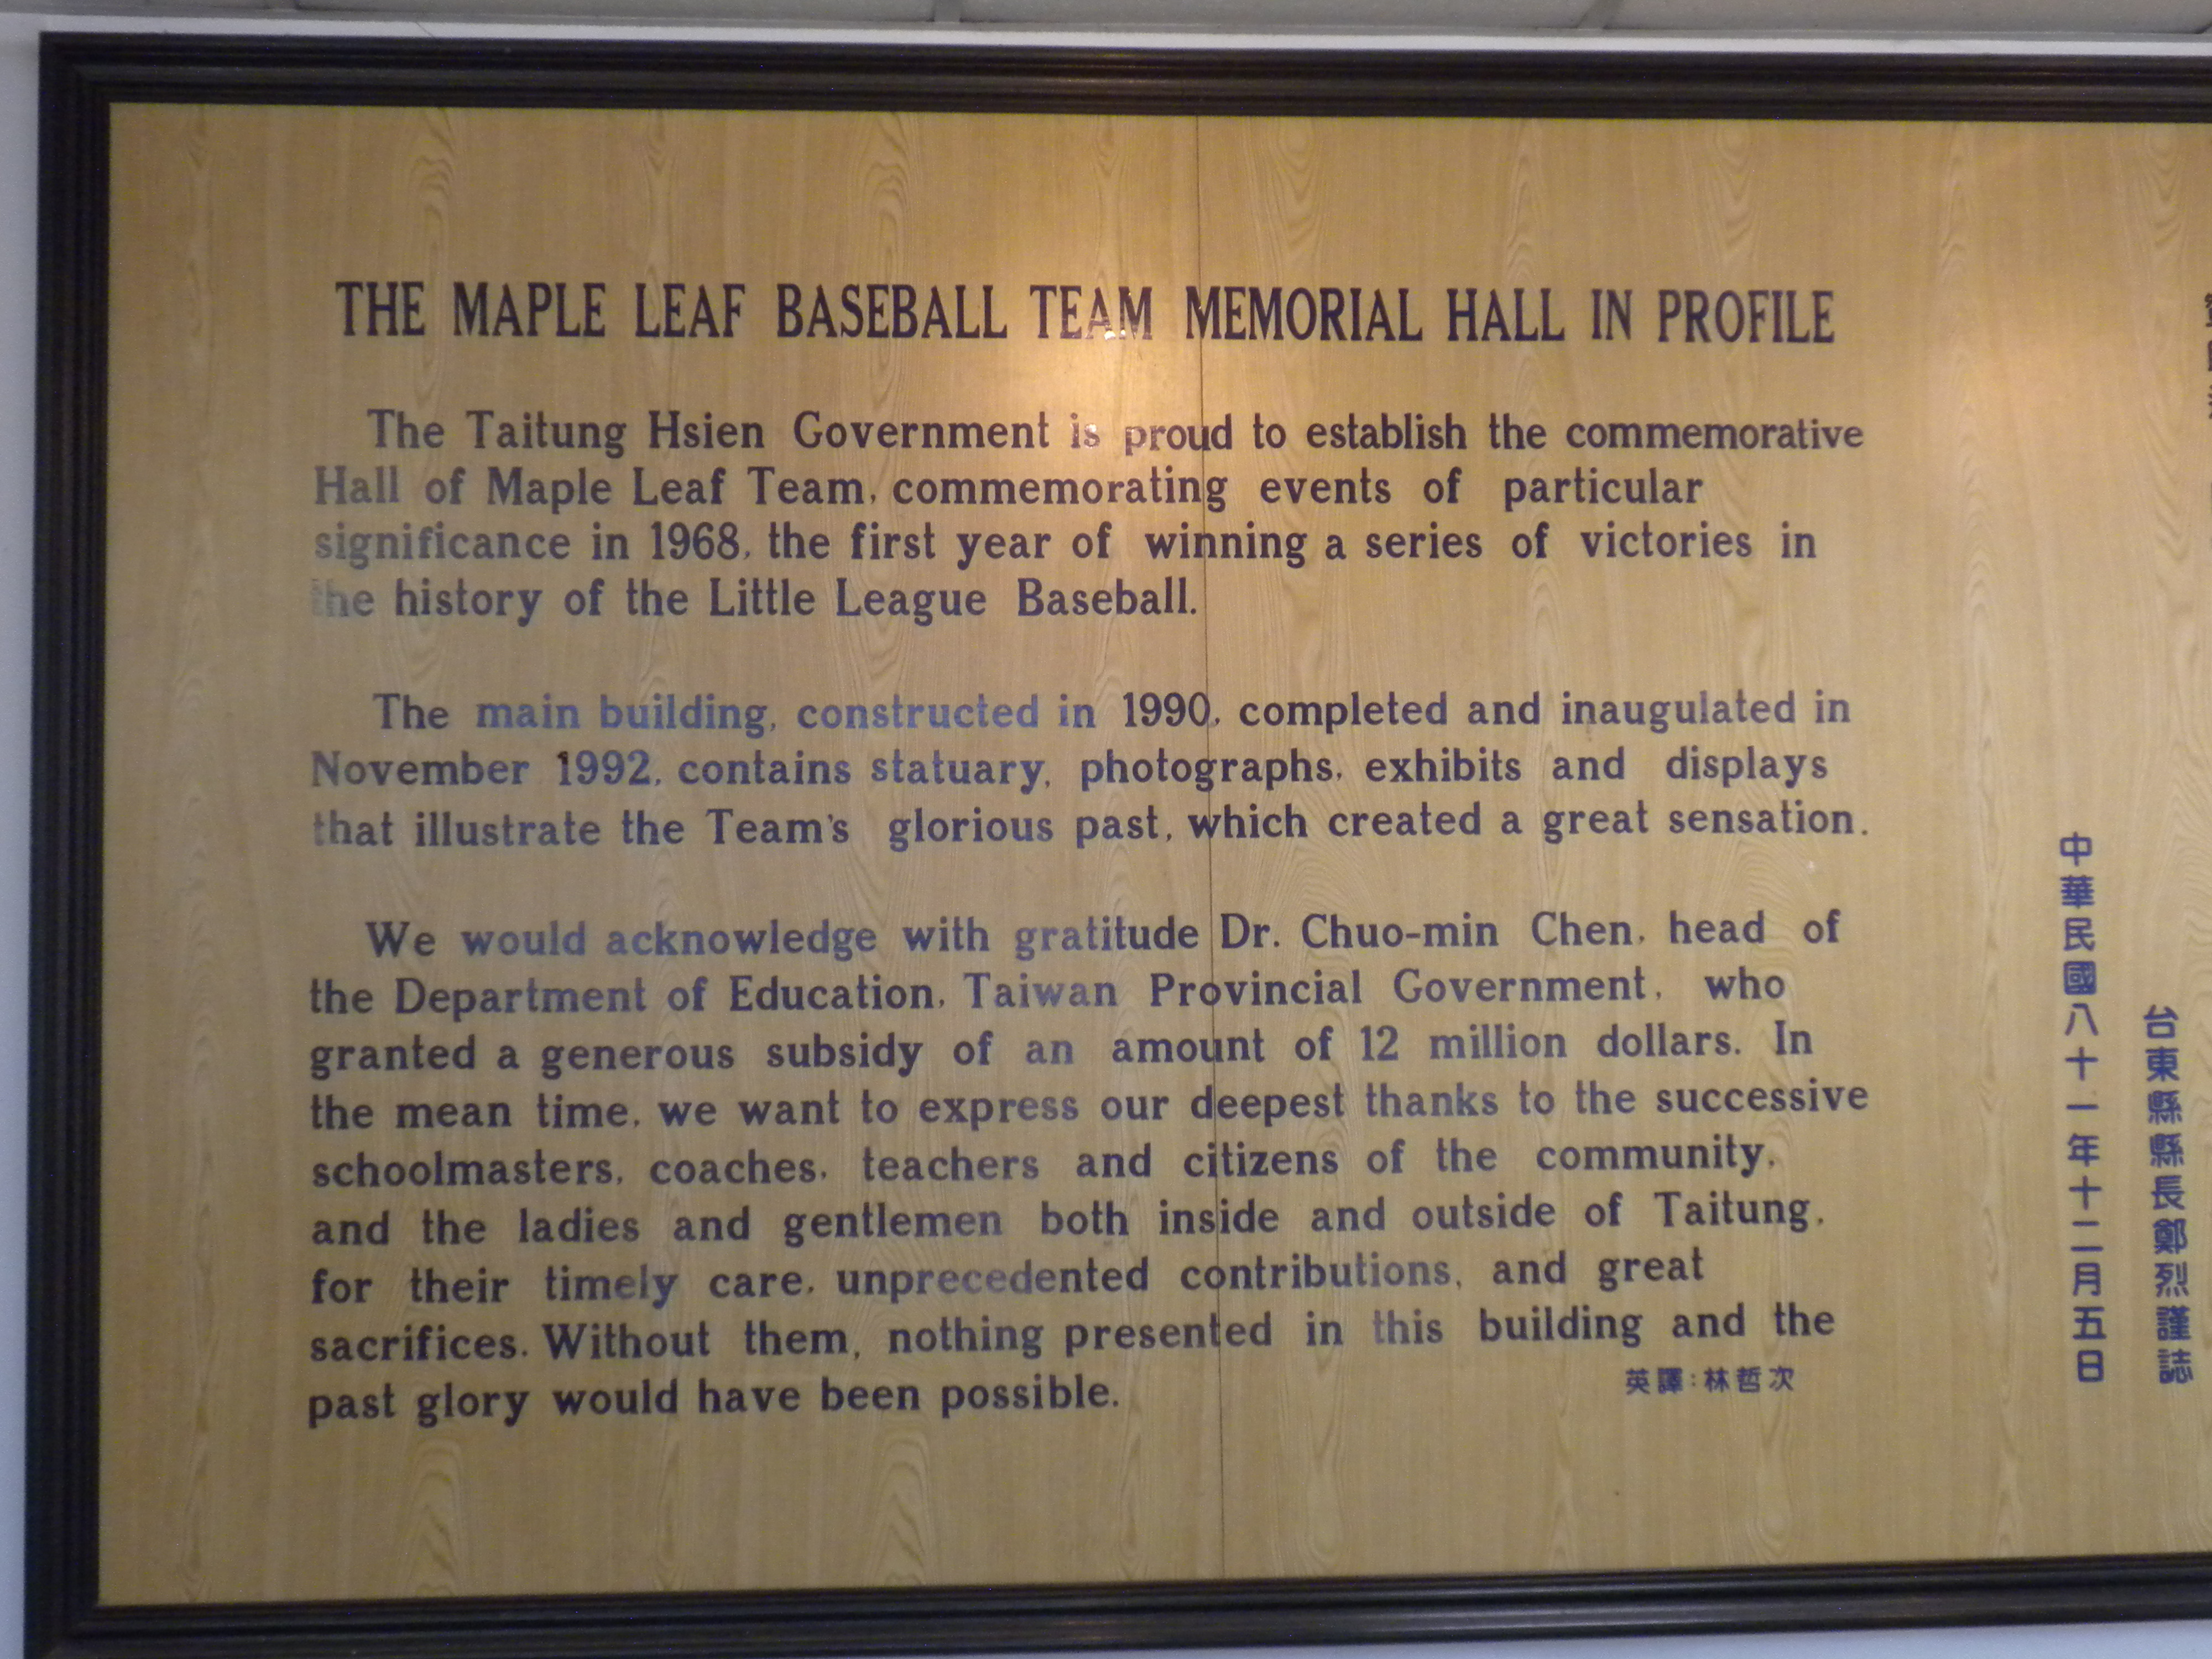 THE MAPLE LEAF BASEBALL TEAM MEMORIAL HALL IN PROFILE
The Taitung Hsien Government is proud to establish the commemorative
Hall of Maple Leaf Team, commemorating events of particular
significance in 1968, the first year of winning a series of victories in
the history of the Little League Baseball.
The main building, constructed in 1990, completed and inaugulated in
November 1992, contains statuary, photographs, exhibits and displays
that illustrate the Team's glorious past, which created a great sensation.
We would acknowledge with gratitude Dr. Chuo-min Chen, head of
the Department of Education, Taiwan Provincial Government, who
granted a generous subsidy of an amount of 12 million dollars. In
the mean time, we want to express our deepest thanks to the successive
schoolmasters, coaches, teachers and citizens of the community,
and the ladies and gentlemen both inside and outside of Taitung,
for their timely care, unprecedented contributions, and great
sacrifices. Without them, nothing presented in this building and the
past glory would have been possible.
英譯:林哲次
台東縣縣長鄭烈謹誌
中華民國八十一年十二月五日